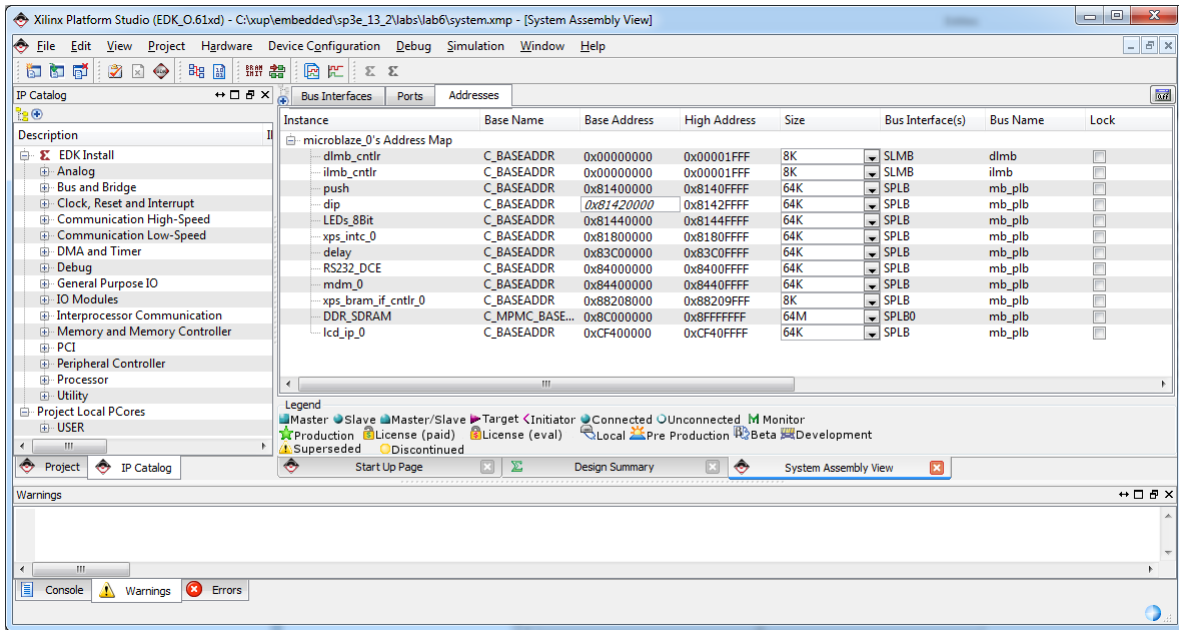 Xilinx Platform Studio (EDK_O.61xd) - C:\xup\embedded\sp3e_13_2\labs\lab6\system.xmp - [System Assembly View]
File Edit View Project Hardware Device Configuration Debug Simulation Window Help
IP Catalog
Description
EDK Install
Analog
Bus and Bridge
Clock, Reset and Interrupt
Communication High-Speed
Communication Low-Speed
DMA and Timer
Debug
General Purpose IO
IO Modules
Interprocessor Communication
Memory and Memory Controller
PCI
Peripheral Controller
Processor
Utility
Project Local PCores
USER
Project IP Catalog
Bus Interfaces Ports Addresses
Instance Base Name Base Address High Address Size Bus Interface(s) Bus Name Lock
microblaze_0's Address Map
dlmb_cntlr C_BASEADDR 0x00000000 0x00001FFF 8K SLMB dlmb
ilmb_cntlr C_BASEADDR 0x00000000 0x00001FFF 8K SLMB ilmb
push C_BASEADDR 0x81400000 0x8140FFFF 64K SPLB mb_plb
dip C_BASEADDR 0x81420000 0x8142FFFF 64K SPLB mb_plb
LEDs_8Bit C_BASEADDR 0x81440000 0x8144FFFF 64K SPLB mb_plb
xps_intc_0 C_BASEADDR 0x81800000 0x8180FFFF 64K SPLB mb_plb
delay C_BASEADDR 0x83C00000 0x83C0FFFF 64K SPLB mb_plb
RS232_DCE C_BASEADDR 0x84000000 0x8400FFFF 64K SPLB mb_plb
mdm_0 C_BASEADDR 0x84400000 0x8440FFFF 64K SPLB mb_plb
xps_bram_if_cntlr_0 C_BASEADDR 0x88208000 0x88209FFF 8K SPLB mb_plb
DDR_SDRAM C_MPMC_BASE... 0x8C000000 0x8FFFFFFF 64M SPLB0 mb_plb
lcd_ip_0 C_BASEADDR 0xCF400000 0xCF40FFFF 64K SPLB mb_plb
Legend
Master Slave Master/Slave Target Initiator Connected Unconnected Monitor
Production License (paid) License (eval) Local Pre Production Beta Development
Superseded Discontinued
Start Up Page Design Summary System Assembly View
Warnings
Console Warnings Errors